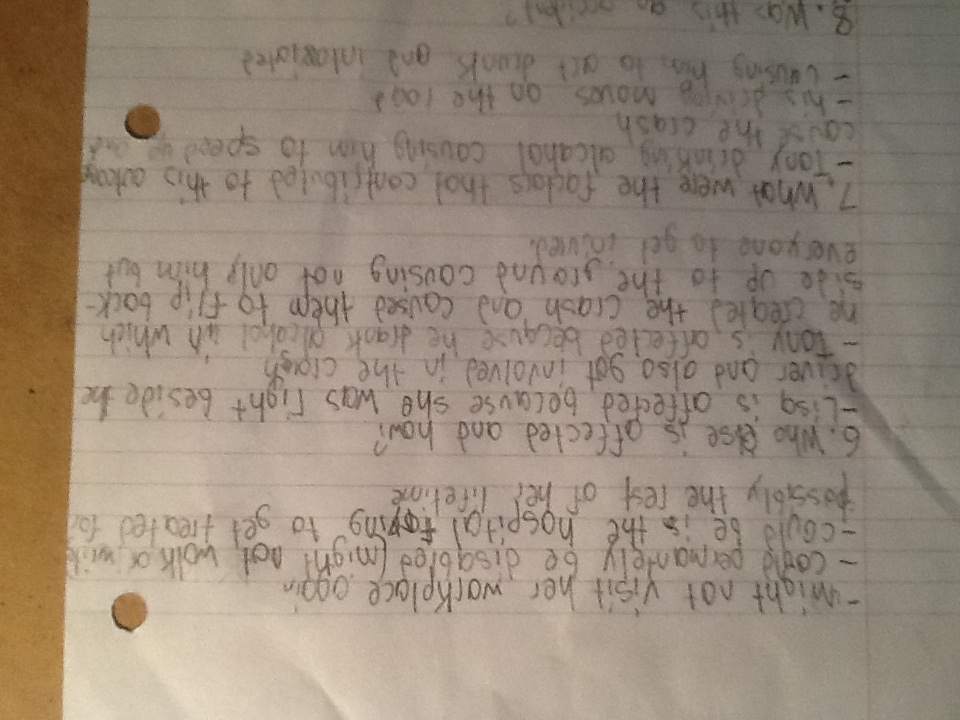 - might not visit her workplace again
- could permantely be disabled (might not walk or write
- could be in the hospital trying to get treated for
possibly the rest of her lifetime
6. Who else is affected and how?
- Lisa is affected because she was right beside the
driver and also got involved in the crash
- Tony is affected because he drank alcohol in which
he created the crash and caused them to flip back-
side up to the ground causing not only him but
everyone to get injured.
7. What were the factors that contributed to this outcome
- Tony drinking alcahol causing him to speed up and
cause the crash
- his driving moves on the road
- causing him to act drunk and intoxiated
8. Was this an accident?